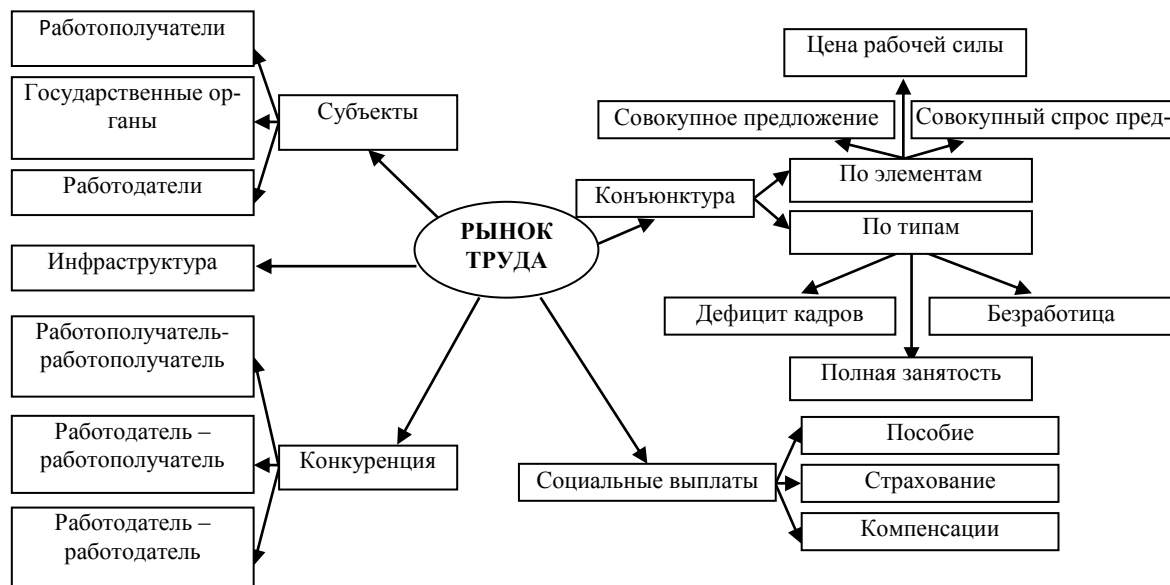 Работополучатели
Государственные ор-
ганы
Работодатели
Субъекты
Инфраструктура
Работополучатель-
работополучатель
Работодатель –
работополучатель
Работодатель –
работодатель
Конкуренция
РЫНОК
ТРУДА
Конъюнктура
Цена рабочей силы
Совокупное предложение
Совокупный спрос пред-
По элементам
По типам
Дефицит кадров
Безработица
Полная занятость
Социальные выплаты
Пособие
Страхование
Компенсации